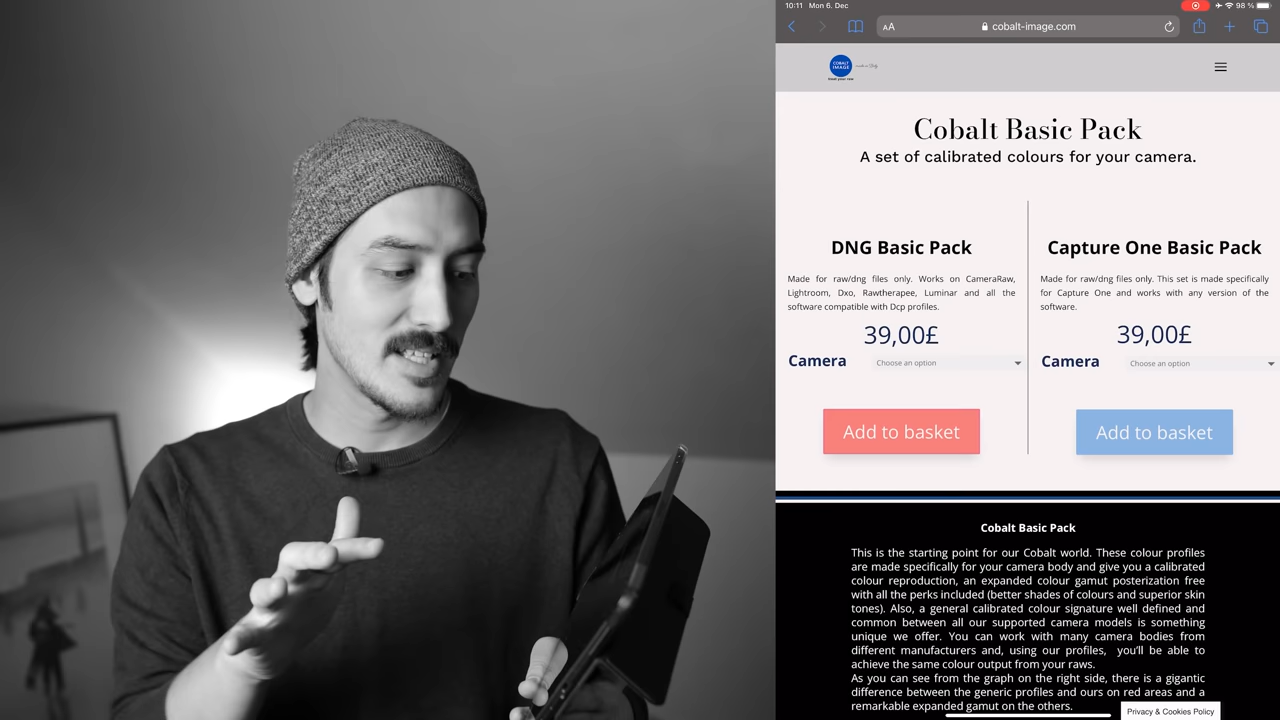 10:11 Mon 6. Dec
98 %
AA
cobalt-image.com
COBALT
IMAGE
Cobalt Basic Pack
A set of calibrated colours for your camera.
DNG Basic Pack
Made for raw/dng files only. Works on CameraRaw,
Lightroom, Dxo, Rawtherapee, Luminar and all the
software compatible with Dcp profiles.
39,00£
Camera
Choose an option
Add to basket
Capture One Basic Pack
Made for raw/dng files only. This set is made specifically
for Capture One and works with any version of the
software.
39,00£
Camera
Choose an option
Add to basket
Cobalt Basic Pack
This is the starting point for our Cobalt world. These colour profiles
are made specifically for your camera body and give you a calibrated
colour reproduction, an expanded colour gamut posterization free
with all the perks included (better shades of colours and superior skin
tones). Also, a general calibrated colour signature well defined and
common between all our supported camera models is something
unique we offer. You can work with many camera bodies from
different manufacturers and, using our profiles, you'll be able to
achieve the same colour output from your raws.
As you can see from the graph on the right side, there is a gigantic
difference between the generic profiles and ours on red areas and a
remarkable expanded gamut on the others.
Privacy & Cookies Policy